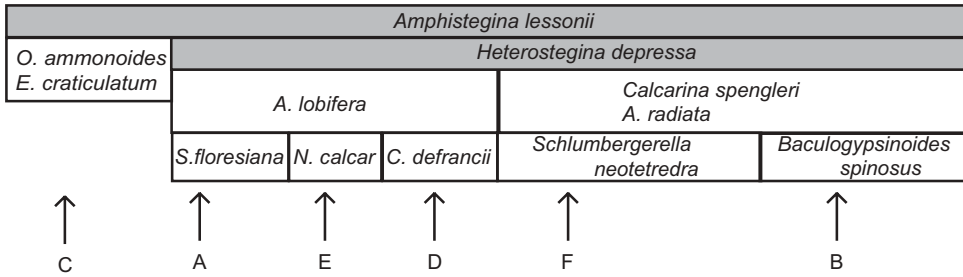 Amphistegina lessonii
O. ammonoides
E. craticulatum
Heterostegina depressa
A. lobifera
Calcarina spengleri
A. radiata
S.floresiana
N. calcar
C. defrancii
Schlumbergerella
neotetredra
Baculogypsinoides
spinosus
C
A
E
D
F
B